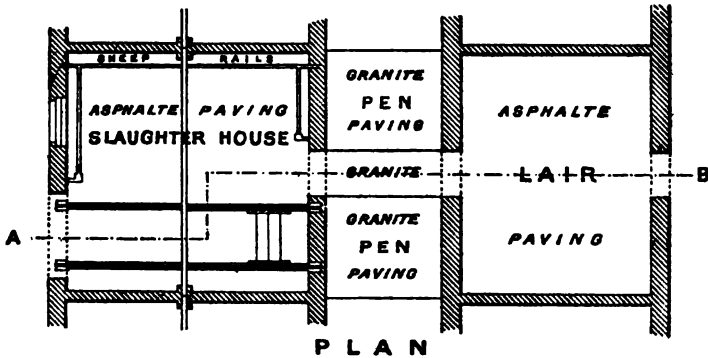 SHEEP RAILS
ASPHALTE PAVING
SLAUGHTER HOUSE
GRANITE
PEN
PAVING
GRANITE
GRANITE
PEN
PAVING
ASPHALTE
LAIR
PAVING
A
B
PLAN